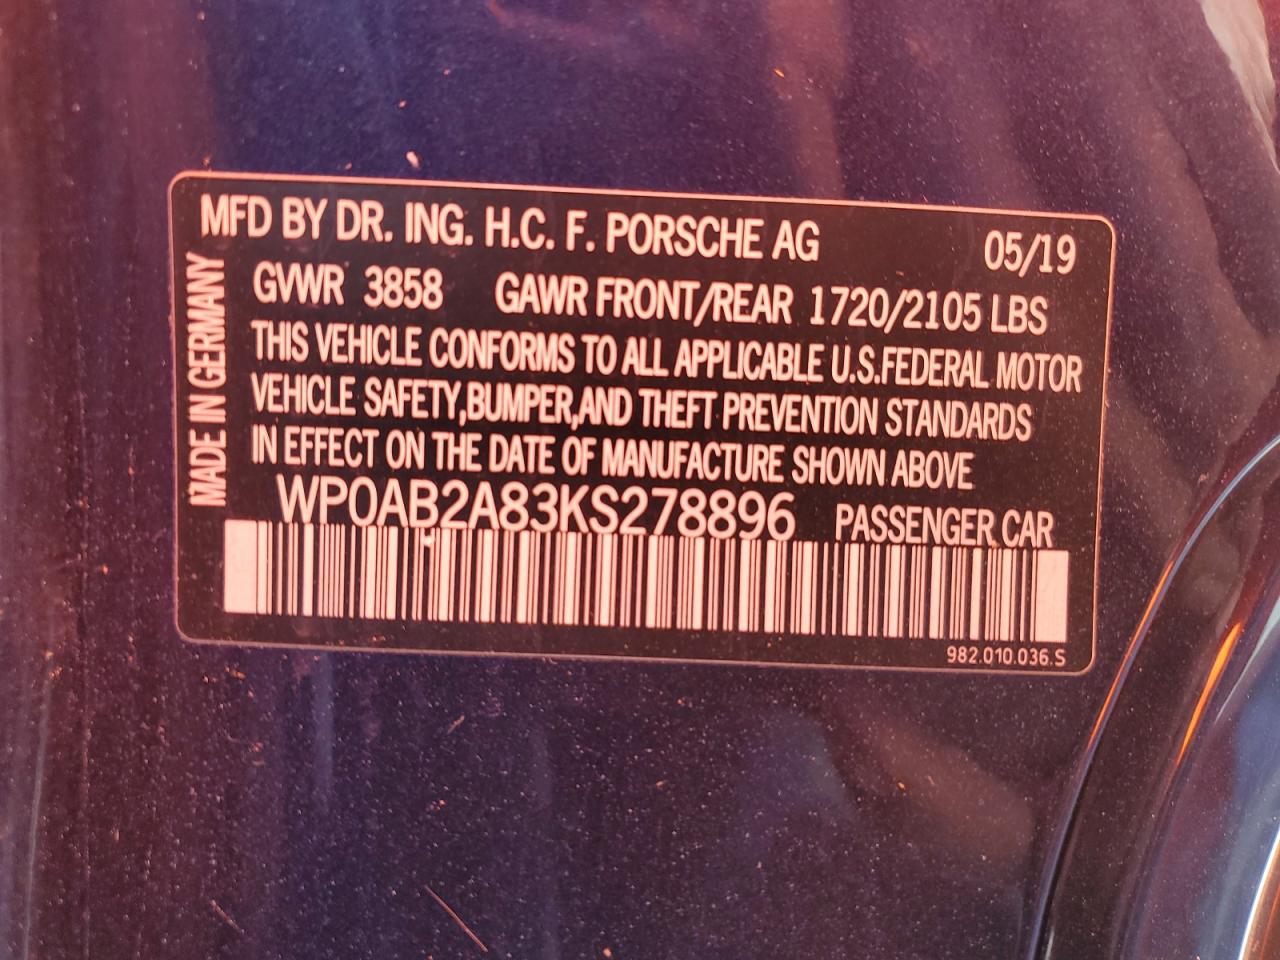 MFD BY DR. ING. H.C. F. PORSCHE AG 05/19
MADE IN GERMANY
GVWR 3858 GAWR FRONT/REAR 1720/2105 LBS
THIS VEHICLE CONFORMS TO ALL APPLICABLE U.S.FEDERAL MOTOR
VEHICLE SAFETY,BUMPER,AND THEFT PREVENTION STANDARDS
IN EFFECT ON THE DATE OF MANUFACTURE SHOWN ABOVE
WP0AB2A83KS278896 PASSENGER CAR
982.010.036.S